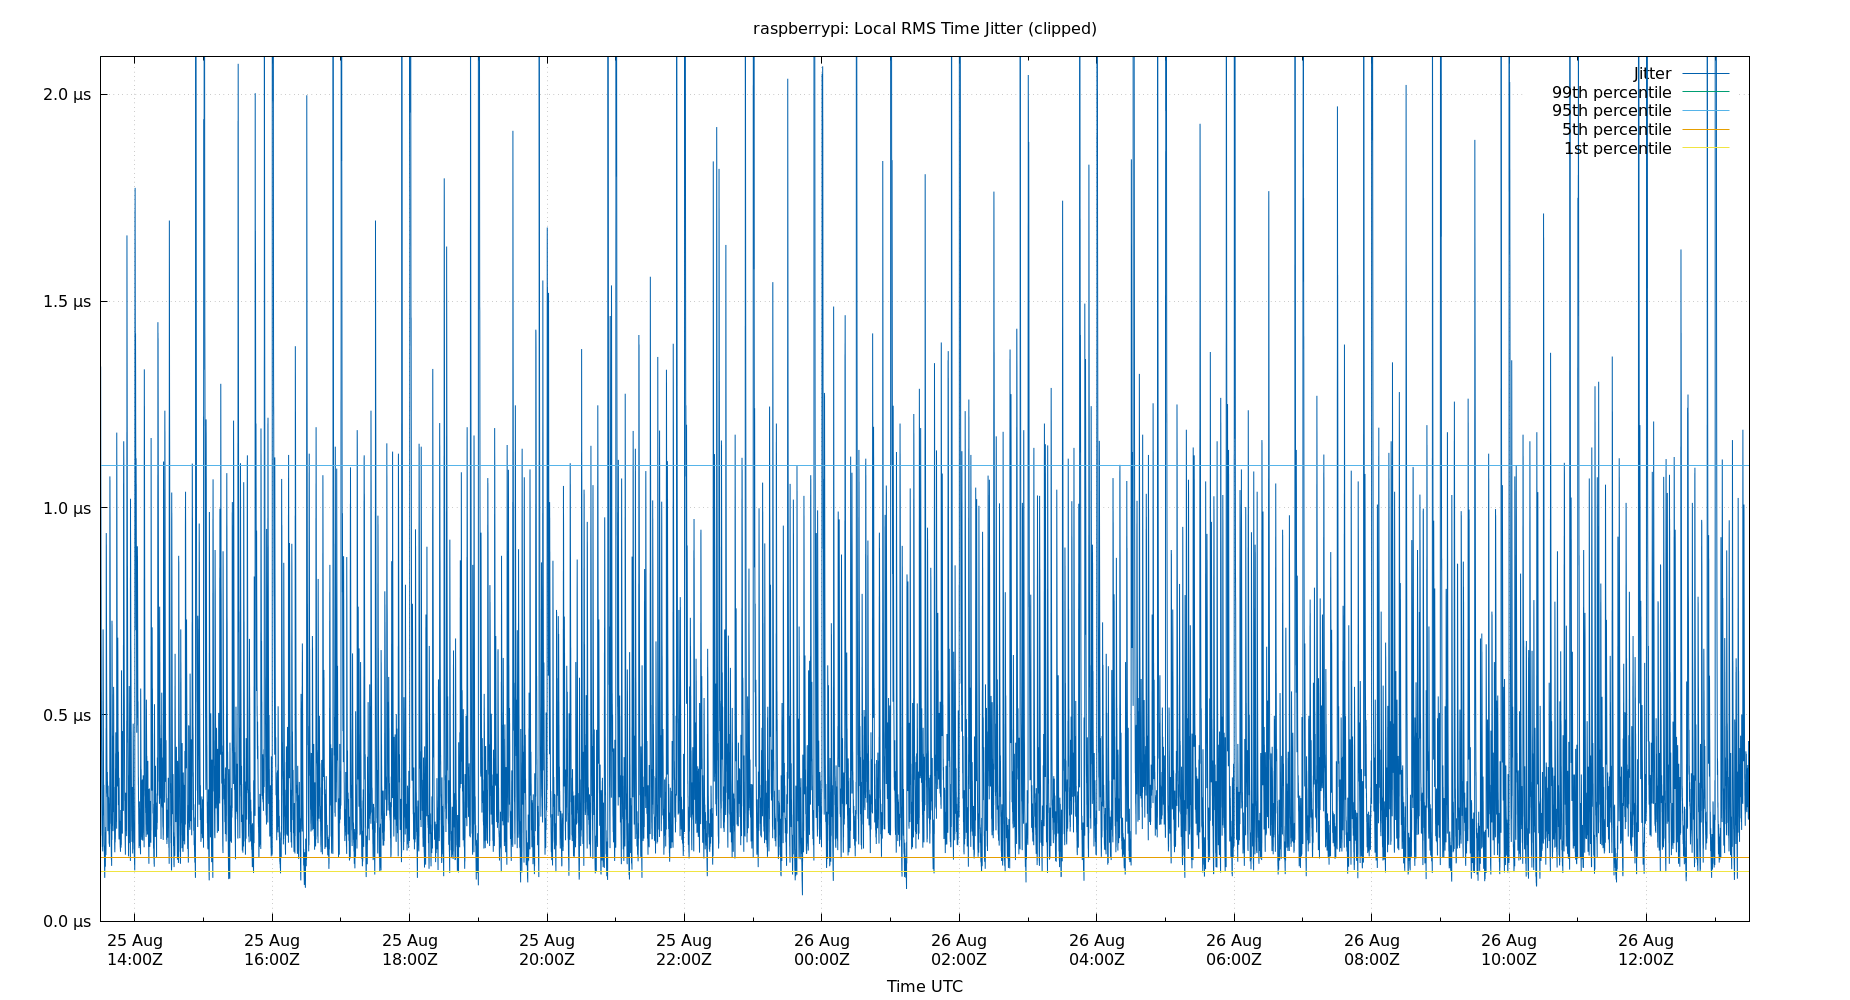 raspberrypi: Local RMS Time Jitter (clipped)
Jitter
99th percentile
95th percentile
5th percentile
1st percentile
2.0 µs
1.5 µs
1.0 µs
0.5 µs
0.0 µs
25 Aug 25 Aug 25 Aug 25 Aug 25 Aug 26 Aug 26 Aug 26 Aug 26 Aug 26 Aug 26 Aug 26 Aug
14:00Z 16:00Z 18:00Z 20:00Z 22:00Z 00:00Z 02:00Z 04:00Z 06:00Z 08:00Z 10:00Z 12:00Z
Time UTC